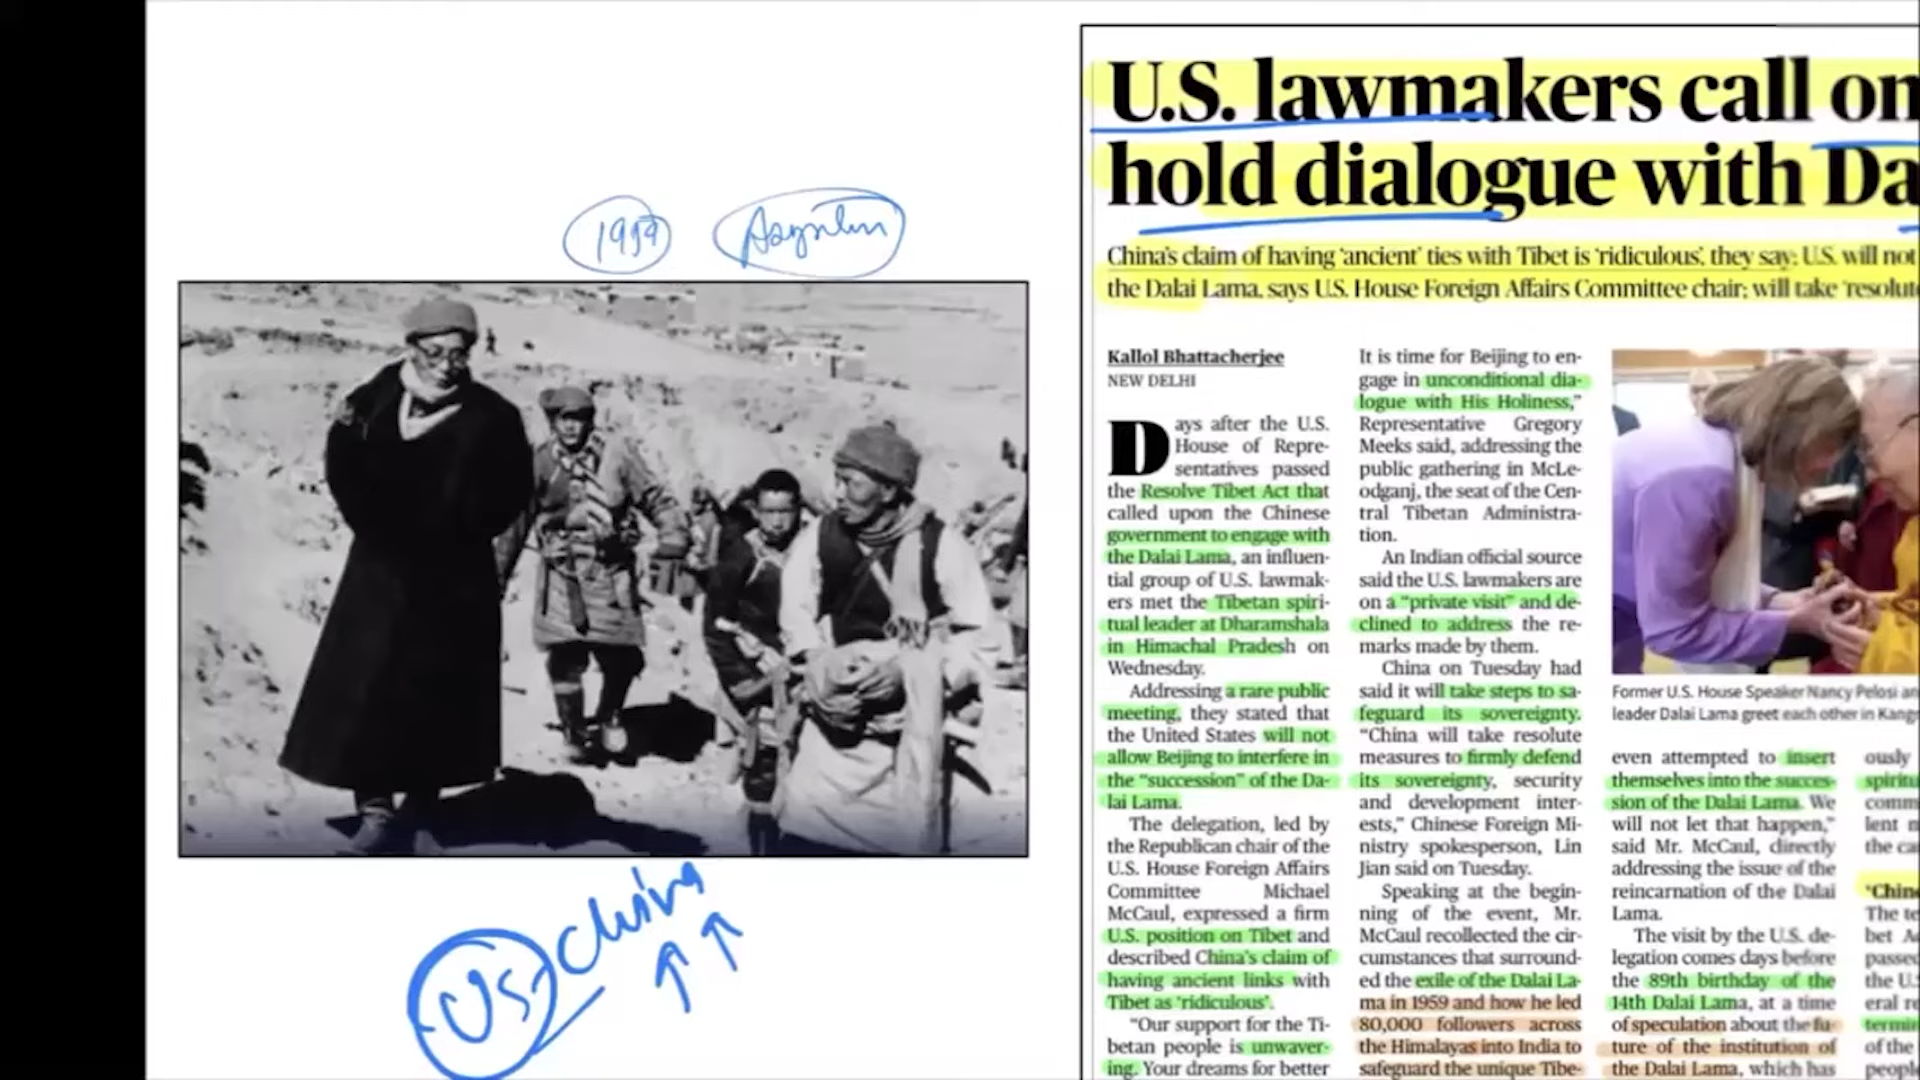 1959
China
US
U.S. lawmakers call on
hold dialogue with Da
China's claim of having 'ancient' ties with Tibet is 'ridiculous', they say; U.S. will not
the Dalai Lama, says U.S. House Foreign Affairs Committee chair; will take 'resolut
Kallol Bhattacherjee
NEW DELHI
Days after the U.S.
House of Repre-
sentatives passed
the Resolve Tibet Act that
called upon the Chinese
government to engage with
the Dalai Lama, an influen-
tial group of U.S. lawmak-
ers met the Tibetan spiri-
tual leader at Dharamshala
in Himachal Pradesh on
Wednesday.
Addressing a rare public
meeting, they stated that
the United States will not
allow Beijing to interfere in
the “succession” of the Da-
lai Lama.
The delegation, led by
the Republican chair of the
U.S. House Foreign Affairs
Committee Michael
McCaul, expressed a firm
U.S. position on Tibet and
described China's claim of
having ancient links with
Tibet as 'ridiculous'.
“Our support for the Ti-
betan people is unwaver-
ing. Your dreams for better
It is time for Beijing to en-
gage in unconditional dia-
logue with His Holiness,”
Representative Gregory
Meeks said, addressing the
public gathering in McLe-
odganj, the seat of the Cen-
tral Tibetan Administra-
tion.
An Indian official source
said the U.S. lawmakers are
on a “private visit” and de-
clined to address the re-
marks made by them.
China on Tuesday had
said it will take steps to sa-
feguard its sovereignty.
“China will take resolute
measures to firmly defend
its sovereignty, security
and development inter-
ests,” Chinese Foreign Mi-
nistry spokesperson, Lin
Jian said on Tuesday.
Speaking at the begin-
ning of the event, Mr.
McCaul recollected the cir-
cumstances that surround-
ed the exile of the Dalai La-
ma in 1959 and how he led
80,000 followers across
the Himalayas into India to
safeguard the unique Tibe-
Former U.S. House Speaker Nancy Pelosi an
leader Dalai Lama greet each other in Kang
even attempted to insert
themselves into the succes-
sion of the Dalai Lama. We
will not let that happen,”
said Mr. McCaul, directly
addressing the issue of the
reincarnation of the Dalai
Lama.
The visit by the U.S. de-
legation comes days before
the 89th birthday of the
14th Dalai Lama, at a time
of speculation about the fu-
ture of the institution of
the Dalai Lama, which has
ously
spiritu
comm
lent m
the ca
'Chin
The te
bet A
passed
the U.
eral re
termin
of the
people